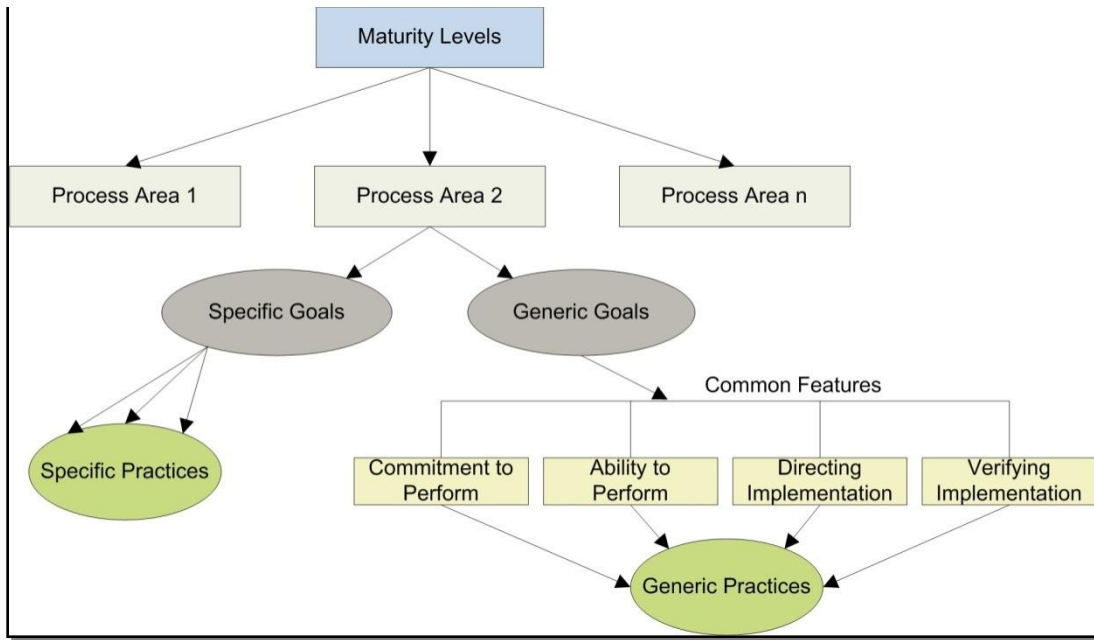 Maturity Levels
Process Area 1
Process Area 2
Process Area n
Specific Goals
Generic Goals
Common Features
Specific Practices
Commitment to
Perform
Ability to
Perform
Directing
Implementation
Verifying
Implementation
Generic Practices